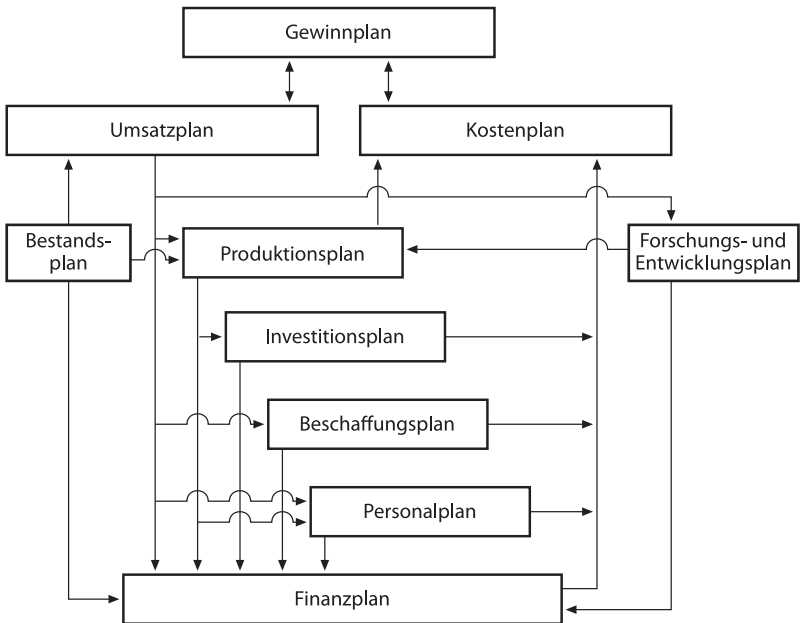 Gewinnplan
Umsatzplan
Kostenplan
Bestands-
plan
Produktionsplan
Forschungs- und
Entwicklungsplan
Investitionsplan
Beschaffungsplan
Personalplan
Finanzplan